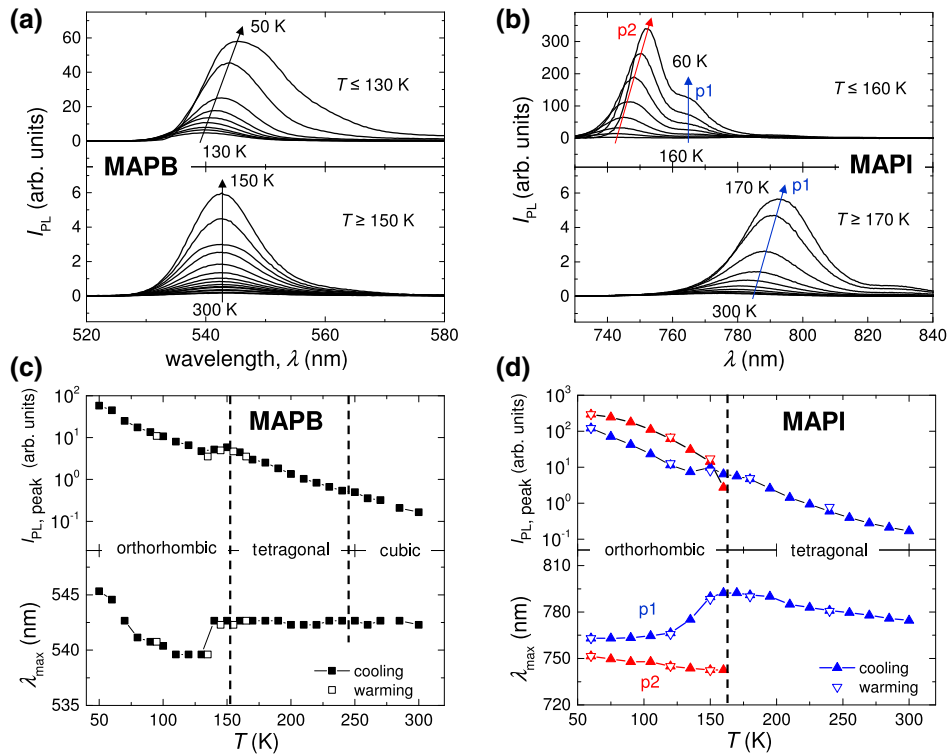 (a)
60
40
20
0
6
4
2
0
50 K
T ≤ 130 K
130 K
MAPB
150 K
T ≥ 150 K
300 K
I_PL (arb. units)
520 540 560 580
wavelength, λ (nm)
(b)
300
200
100
0
6
4
2
0
p2
60 K
p1
T ≤ 160 K
160 K
MAPI
170 K
p1
T ≥ 170 K
300 K
I_PL (arb. units)
740 760 780 800 820 840
λ (nm)
(c)
10^2
10^1
10^0
10^-1
I_PL, peak (arb. units)
MAPB
orthorhombic tetragonal cubic
545
540
535
λ_max (nm)
cooling
warming
50 100 150 200 250 300
T (K)
(d)
10^3
10^2
10^1
10^0
10^-1
I_PL, peak (arb. units)
MAPI
orthorhombic tetragonal
810
780
750
720
λ_max (nm)
p1
p2
cooling
warming
50 100 150 200 250 300
T (K)